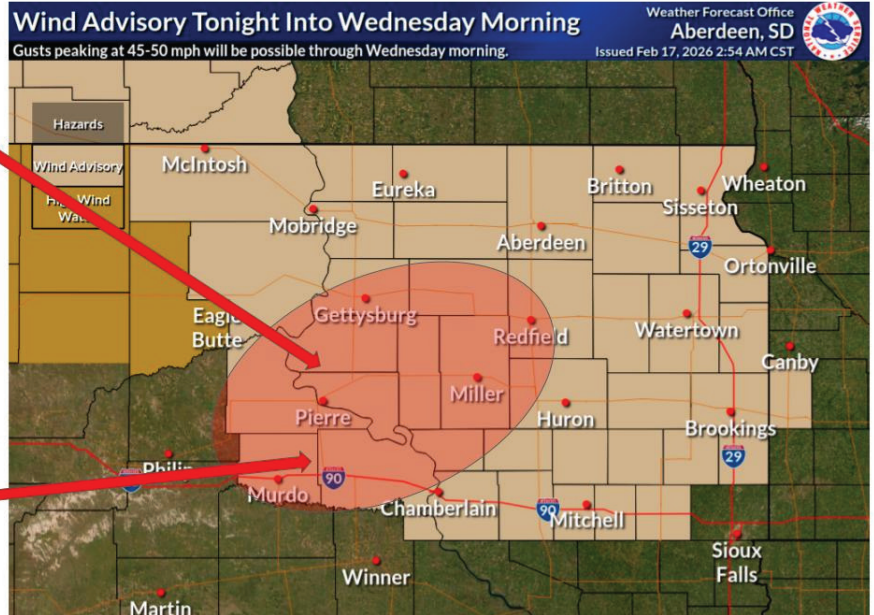 Wind Advisory Tonight Into Wednesday Morning
Gusts peaking at 45-50 mph will be possible through Wednesday morning.
Weather Forecast Office
Aberdeen, SD
Issued Feb 17, 2026 2:54 AM CST
NATIONAL WEATHER SERVICE
Hazards
Wind Advisory
High Wind
Watch
McIntosh
Eureka
Britton
Wheaton
Sisseton
Mobridge
Aberdeen
29
Ortonville
Eagle
Butte
Gettysburg
Redfield
Watertown
Canby
Miller
Pierre
Huron
Brookings
29
Philip
90
Murdo
Chamberlain
90
Mitchell
Sioux
Falls
Winner
Martin